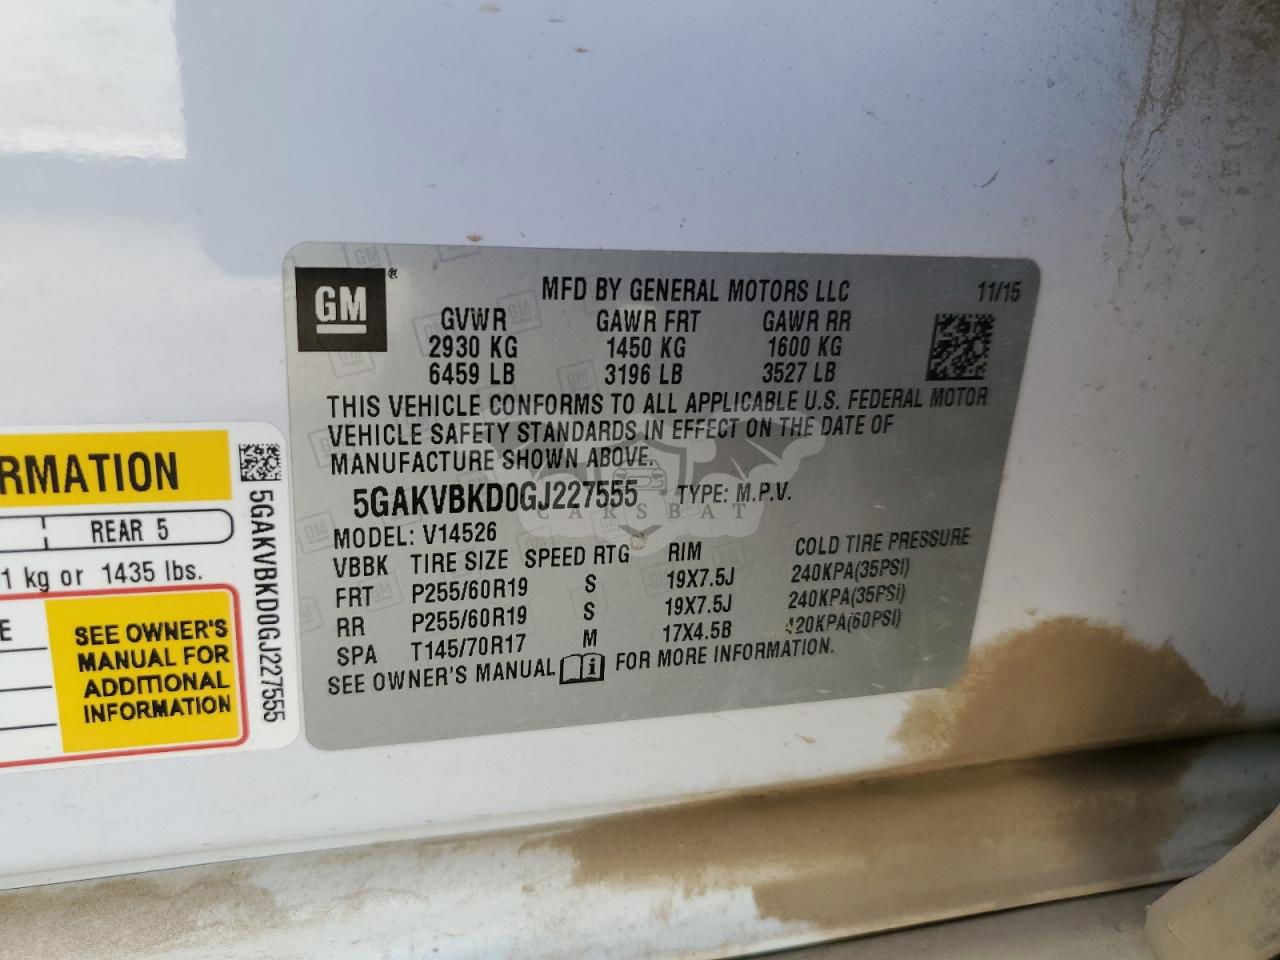 GM ®
MFD BY GENERAL MOTORS LLC 11/15
GVWR GAWR FRT GAWR RR
2930 KG 1450 KG 1600 KG
6459 LB 3196 LB 3527 LB
THIS VEHICLE CONFORMS TO ALL APPLICABLE U.S. FEDERAL MOTOR
VEHICLE SAFETY STANDARDS IN EFFECT ON THE DATE OF
MANUFACTURE SHOWN ABOVE.
5GAKVBKD0GJ227555 TYPE: M.P.V.
MODEL: V14526
VBBK TIRE SIZE SPEED RTG RIM COLD TIRE PRESSURE
FRT P255/60R19 S 19X7.5J 240KPA(35PSI)
RR P255/60R19 S 19X7.5J 240KPA(35PSI)
SPA T145/70R17 M 17X4.5B 420KPA(60PSI)
SEE OWNER'S MANUAL FOR MORE INFORMATION.
CARSBAT
RMATION
REAR 5
1 kg or 1435 lbs.
E
SEE OWNER'S
MANUAL FOR
ADDITIONAL
INFORMATION
5GAKVBKD0GJ227555